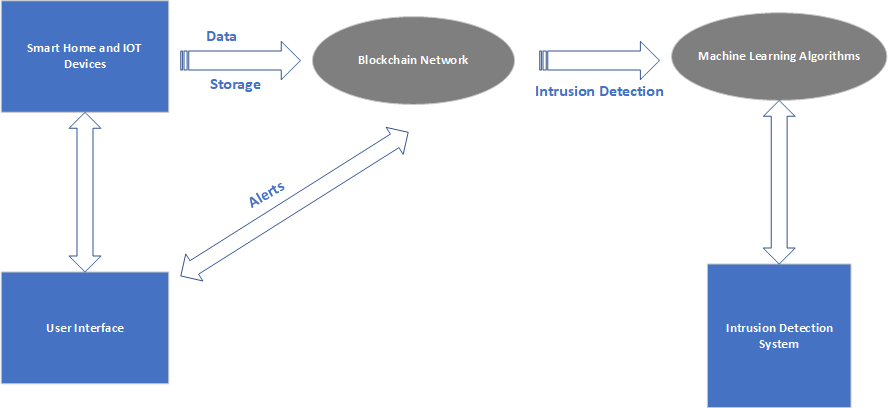 Smart Home and IOT
Devices
Data
Storage
Blockchain Network
Intrusion Detection
Machine Learning Algorithms
Alerts
User Interface
Intrusion Detection
System